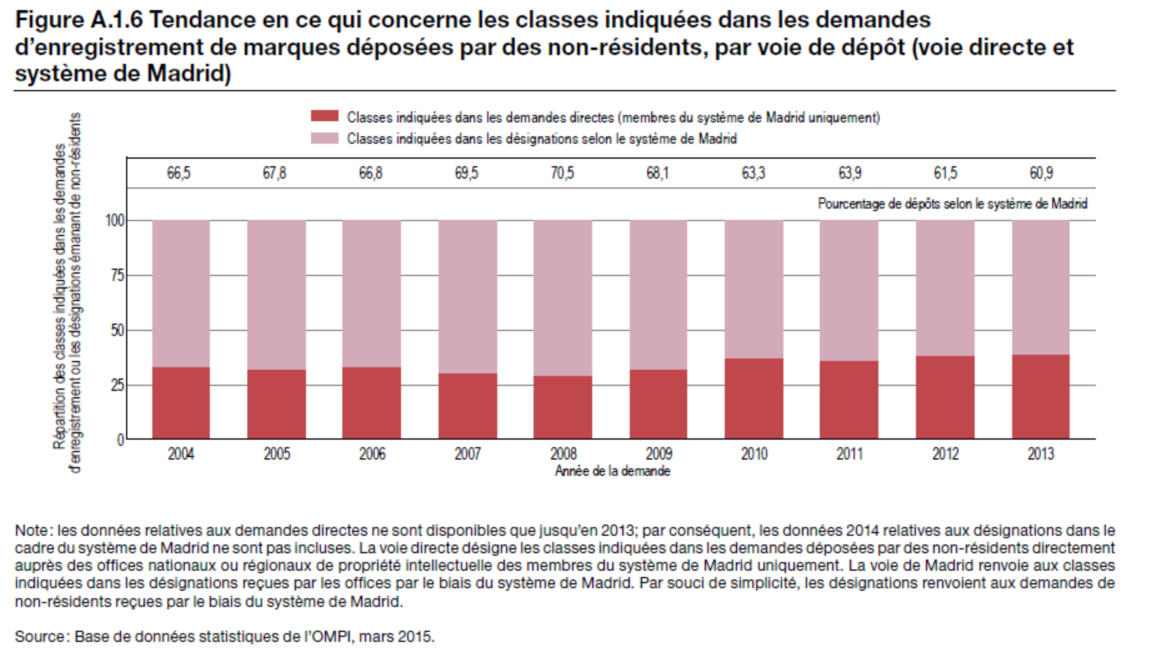 Figure A.1.6 Tendance en ce qui concerne les classes indiquées dans les demandes
d'enregistrement de marques déposées par des non-résidents, par voie de dépôt (voie directe et
système de Madrid)
Classes indiquées dans les demandes directes (membres du système de Madrid uniquement)
Classes indiquées dans les désignations selon le système de Madrid
Répartition des classes indiquées dans les demandes
d'enregistrement ou les désignations émanant de non-résidents
66,5 67,8 66,8 69,5 70,5 68,1 63,3 63,9 61,5 60,9
Pourcentage de dépôts selon le système de Madrid
100
75
50
25
0
2004 2005 2006 2007 2008 2009 2010 2011 2012 2013
Année de la demande
Note : les données relatives aux demandes directes ne sont disponibles que jusqu'en 2013; par conséquent, les données 2014 relatives aux désignations dans le
cadre du système de Madrid ne sont pas incluses. La voie directe désigne les classes indiquées dans les demandes déposées par des non-résidents directement
auprès des offices nationaux ou régionaux de propriété intellectuelle des membres du système de Madrid uniquement. La voie de Madrid renvoie aux classes
indiquées dans les désignations reçues par les offices par le biais du système de Madrid. Par souci de simplicité, les désignations renvoient aux demandes de
non-résidents reçues par le biais du système de Madrid.
Source : Base de données statistiques de l'OMPI, mars 2015.